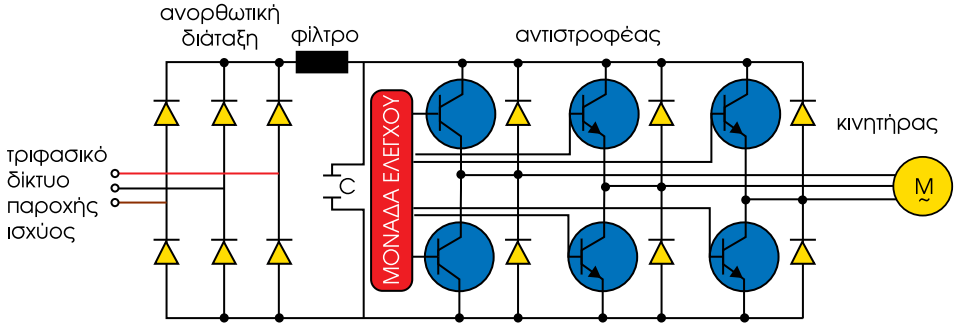 ανορθωτική
διάταξη
φίλτρο
αντιστροφέας
τριφασικό
δίκτυο
παροχής
ισχύος
C
ΜΟΝΑΔΑ ΕΛΕΓΧΟΥ
κινητήρας
M
~